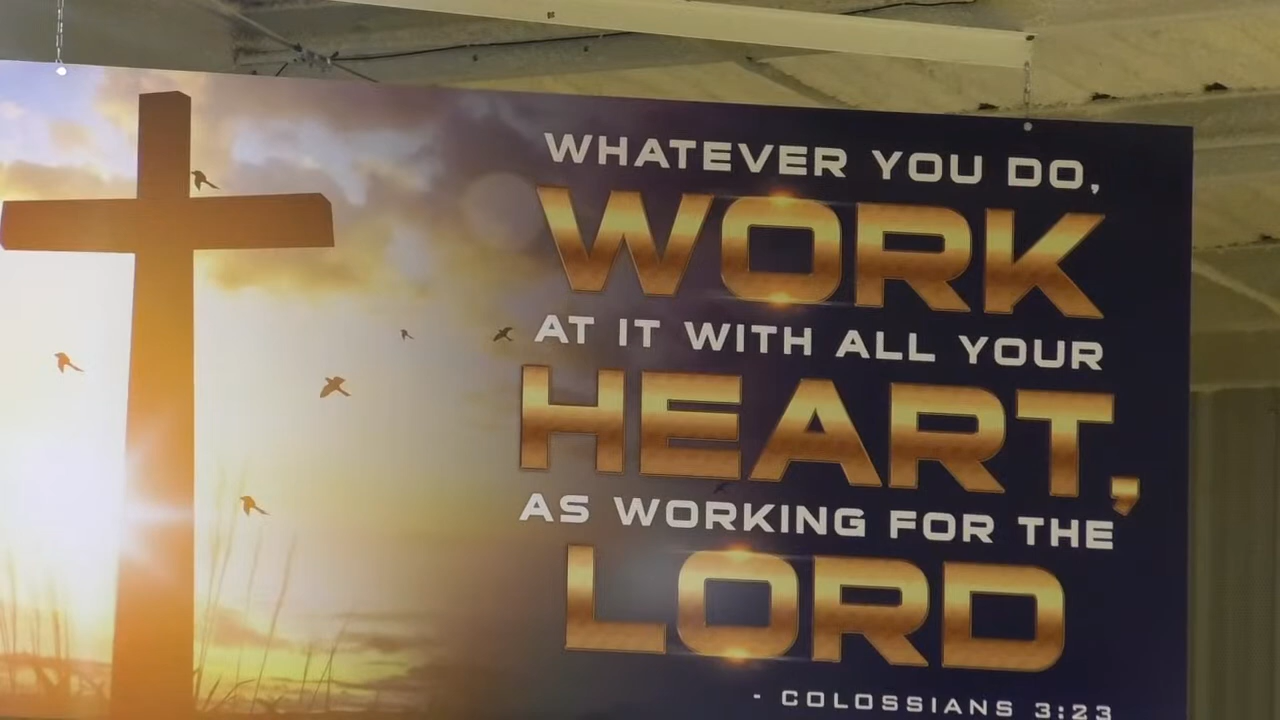 WHATEVER YOU DO,
WORK
AT IT WITH ALL YOUR
HEART,
AS WORKING FOR THE
LORD
- COLOSSIANS 3:23